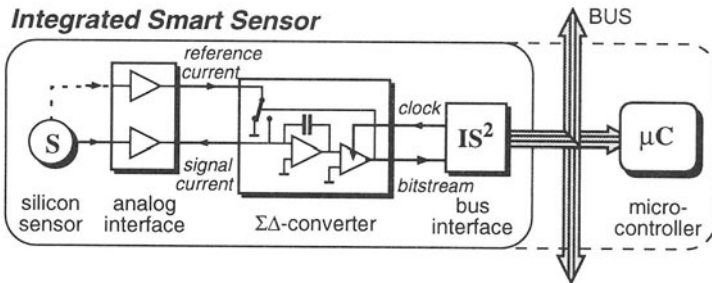 Integrated Smart Sensor
BUS
reference
current
clock
S
IS²
μC
signal
current
bitstream
silicon
sensor
analog
interface
ΣΔ-converter
bus
interface
micro-
controller